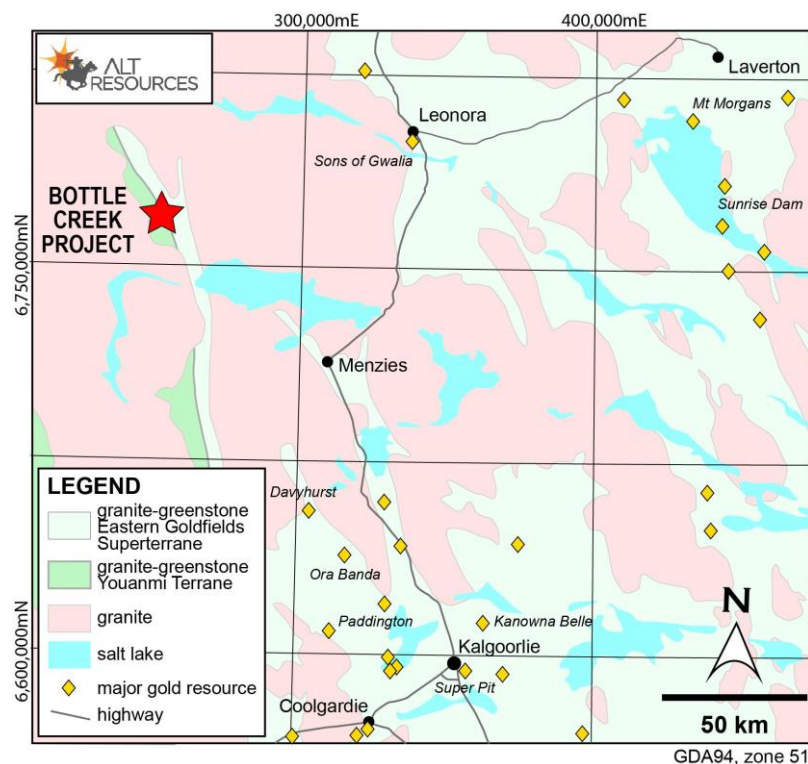 300,000mE
400,000mE
ALT
RESOURCES
Laverton
Mt Morgans
Leonora
Sons of Gwalia
BOTTLE
CREEK
PROJECT
Sunrise Dam
6,750,000mN
Menzies
LEGEND
granite-greenstone
Eastern Goldfields
Superterrane
granite-greenstone
Youanmi Terrane
granite
salt lake
major gold resource
highway
Davyhurst
Ora Banda
Paddington
Kanowna Belle
6,600,000mN
Kalgoorlie
Super Pit
Coolgardie
N
50 km
GDA94, zone 51